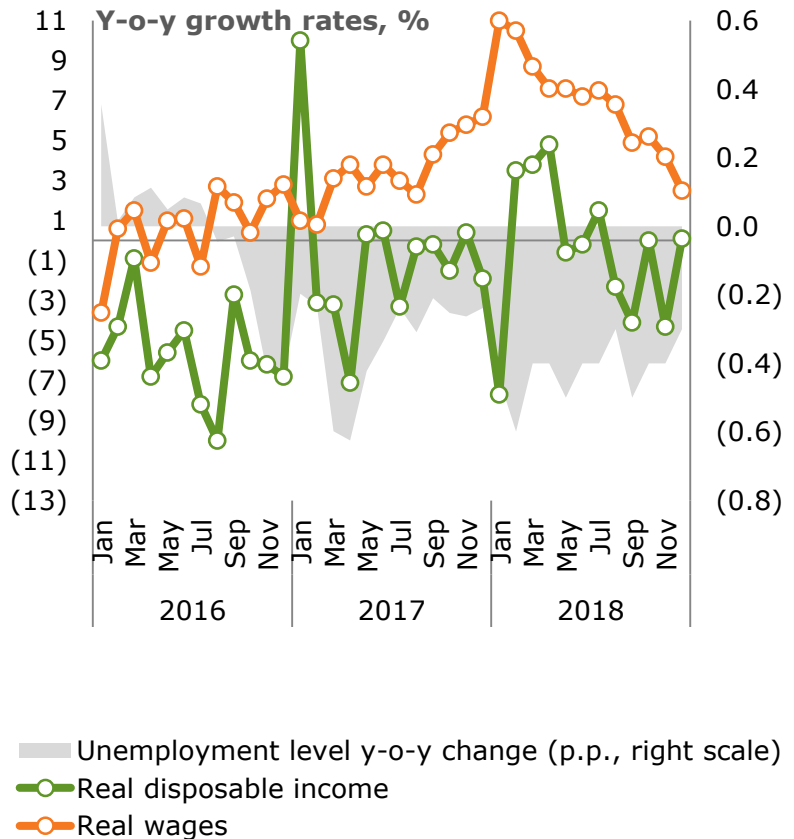 Y-o-y growth rates, %
11
9
7
5
3
1
(1)
(3)
(5)
(7)
(9)
(11)
(13)
0.6
0.4
0.2
0.0
(0.2)
(0.4)
(0.6)
(0.8)
Jan
Mar
May
Jul
Sep
Nov
Jan
Mar
May
Jul
Sep
Nov
Jan
Mar
May
Jul
Sep
Nov
2016
2017
2018
Unemployment level y-o-y change (p.p., right scale)
Real disposable income
Real wages